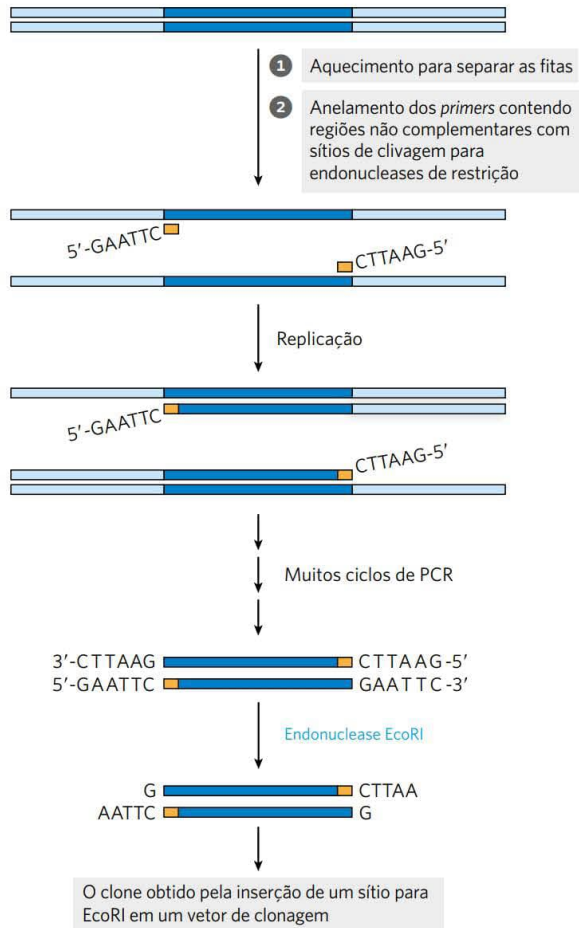 1 Aquecimento para separar as fitas
2 Anelamento dos primers contendo
regiões não complementares com
sítios de clivagem para
endonucleases de restrição
5’-GAATTC
CTTAAG-5’
Replicação
5’-GAATTC
CTTAAG-5’
Muitos ciclos de PCR
3’-CTTAAG CTTAAG-5’
5’-GAATTC GAATTC-3’
Endonuclease EcoRI
G CTTAA
AATTC G
O clone obtido pela inserção de um sítio para
EcoRI em um vetor de clonagem